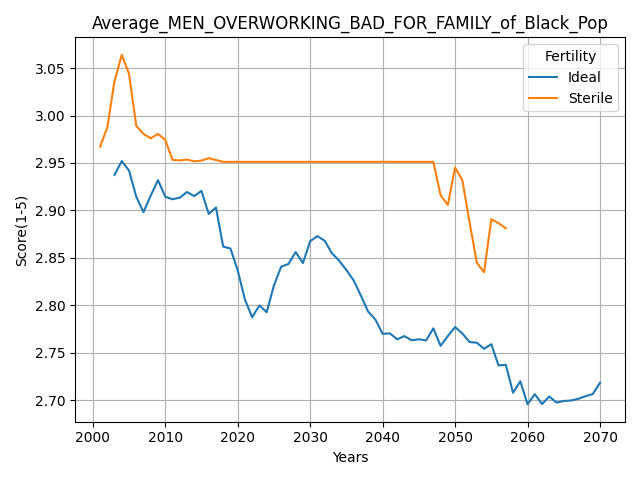 Average_MEN_OVERWORKING_BAD_FOR_FAMILY_of_Black_Pop
Fertility
Ideal
Sterile
Score(1-5)
3.05
3.00
2.95
2.90
2.85
2.80
2.75
2.70
2000 2010 2020 2030 2040 2050 2060 2070
Years